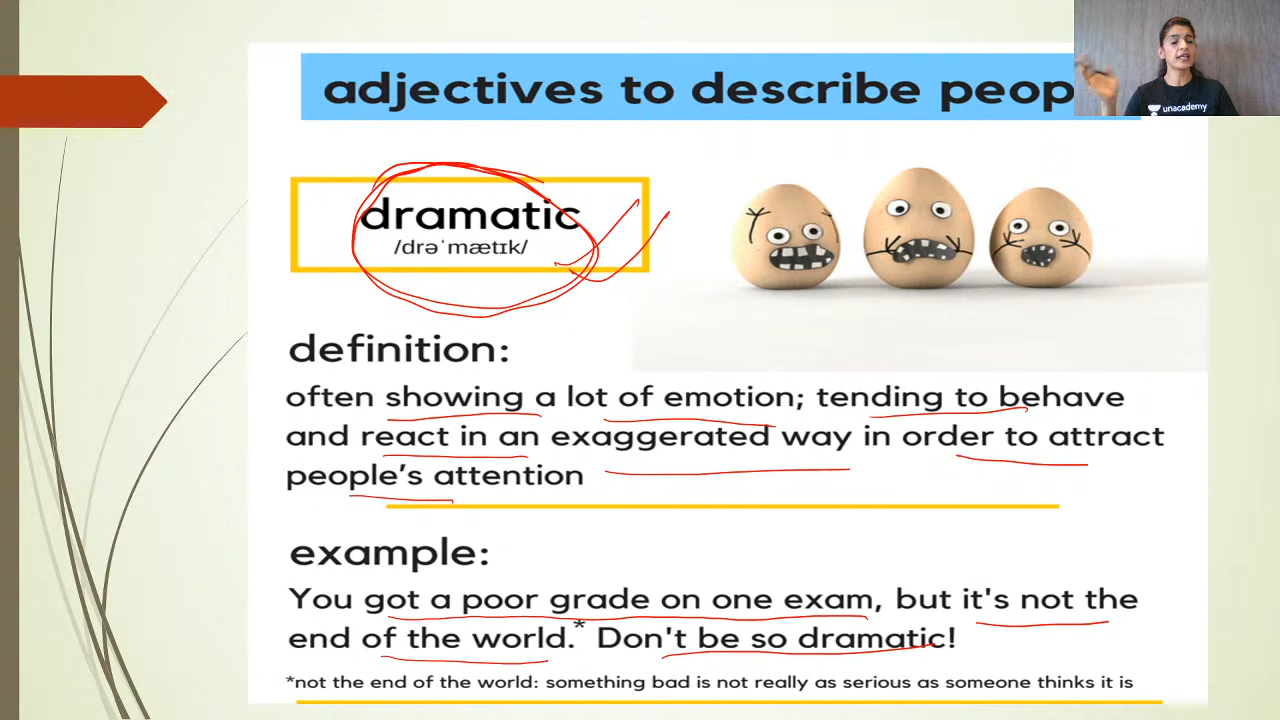 adjectives to describe peop
unacademy
dramatic
/drəˈmætɪk/
definition:
often showing a lot of emotion; tending to behave
and react in an exaggerated way in order to attract
people's attention
example:
You got a poor grade on one exam, but it's not the
end of the world.* Don't be so dramatic!
*not the end of the world: something bad is not really as serious as someone thinks it is